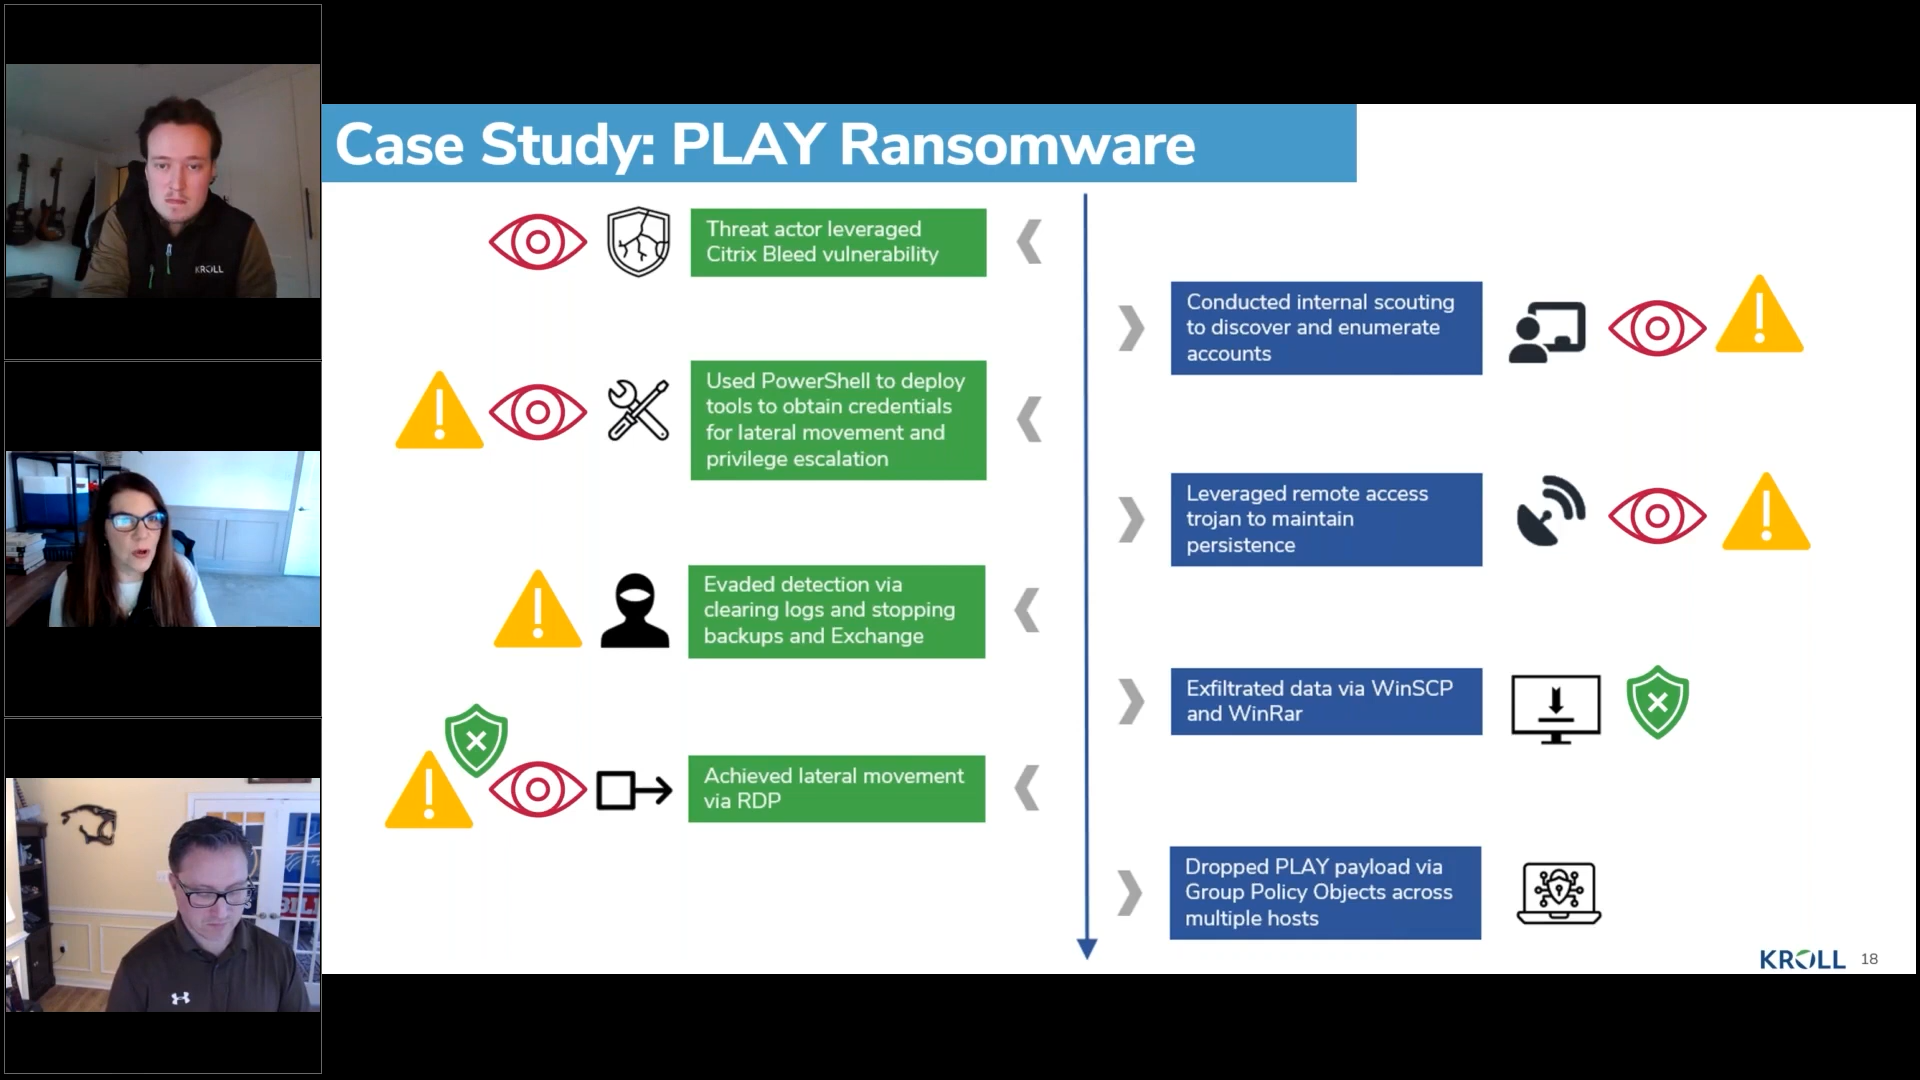 Case Study: PLAY Ransomware
Threat actor leveraged
Citrix Bleed vulnerability
Conducted internal scouting
to discover and enumerate
accounts
Used PowerShell to deploy
tools to obtain credentials
for lateral movement and
privilege escalation
Leveraged remote access
trojan to maintain
persistence
Evaded detection via
clearing logs and stopping
backups and Exchange
Exfiltrated data via WinSCP
and WinRar
Achieved lateral movement
via RDP
Dropped PLAY payload via
Group Policy Objects across
multiple hosts
KROLL 18
KROLL